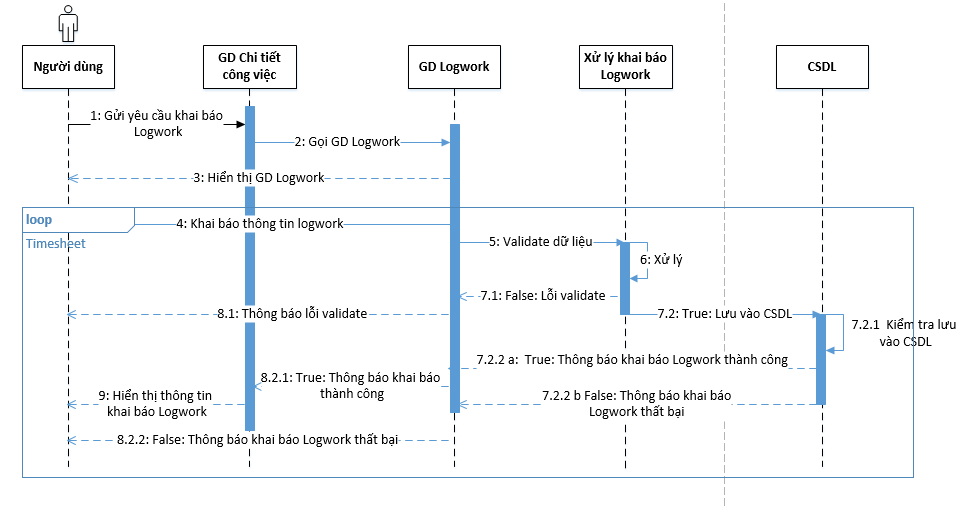 Người dùng
GD Chi tiết
công việc
GD Logwork
Xử lý khai báo
Logwork
CSDL
1: Gửi yêu cầu khai báo
Logwork
2: Gọi GD Logwork
3: Hiển thị GD Logwork
loop
Timesheet
4: Khai báo thông tin logwork
5: Validate dữ liệu
6: Xử lý
7.1: False: Lỗi validate
8.1: Thông báo lỗi validate
7.2: True: Lưu vào CSDL
7.2.1 Kiểm tra lưu
vào CSDL
7.2.2 a: True: Thông báo khai báo Logwork thành công
8.2.1: True: Thông báo khai báo
thành công
9: Hiển thị thông tin
khai báo Logwork
7.2.2 b False: Thông báo khai báo
Logwork thất bại
8.2.2: False: Thông báo khai báo Logwork thất bại